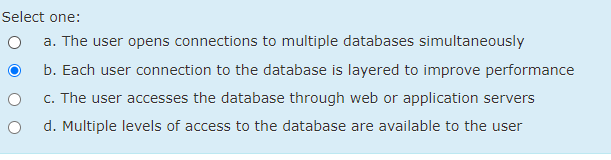 Select one:
a. The user opens connections to multiple databases simultaneously
b. Each user connection to the database is layered to improve performance
c. The user accesses the database through web or application servers
d. Multiple levels of access to the database are available to the user